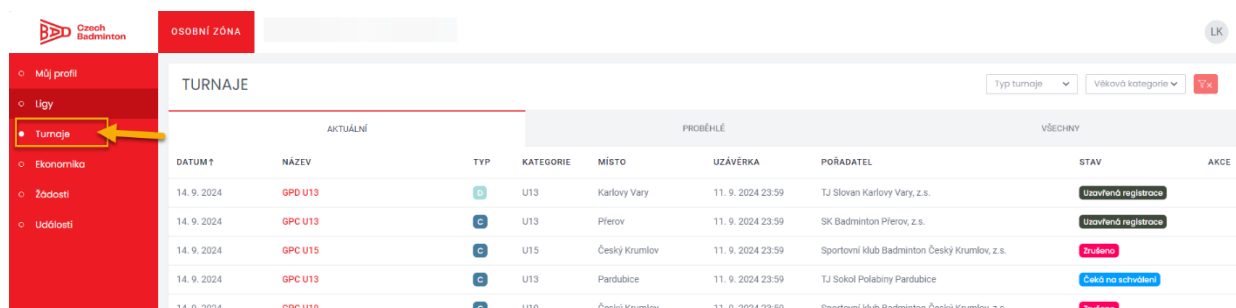 Czech
Badminton
OSOBNÍ ZÓNA
LK
Můj profil
Ligy
Turnaje
Ekonomika
Žádosti
Události
TURNAJE
Typ turnaje
Věková kategorie
AKTUÁLNÍ
PROBĚHLÉ
VŠECHNY
DATUM↑ NÁZEV TYP KATEGORIE MÍSTO UZÁVĚRKA POŘADATEL STAV AKCE
14. 9. 2024 GPD U13 D U13 Karlovy Vary 11. 9. 2024 23:59 TJ Slovan Karlovy Vary, z.s. Uzavřená registrace
14. 9. 2024 GPC U13 C U13 Přerov 11. 9. 2024 23:59 SK Badminton Přerov, z.s. Uzavřená registrace
14. 9. 2024 GPC U15 C U15 Český Krumlov 11. 9. 2024 23:59 Sportovní klub Badminton Český Krumlov, z.s. Zrušeno
14. 9. 2024 GPC U13 C U13 Pardubice 11. 9. 2024 23:59 TJ Sokol Polabiny Pardubice Čeká na schválení